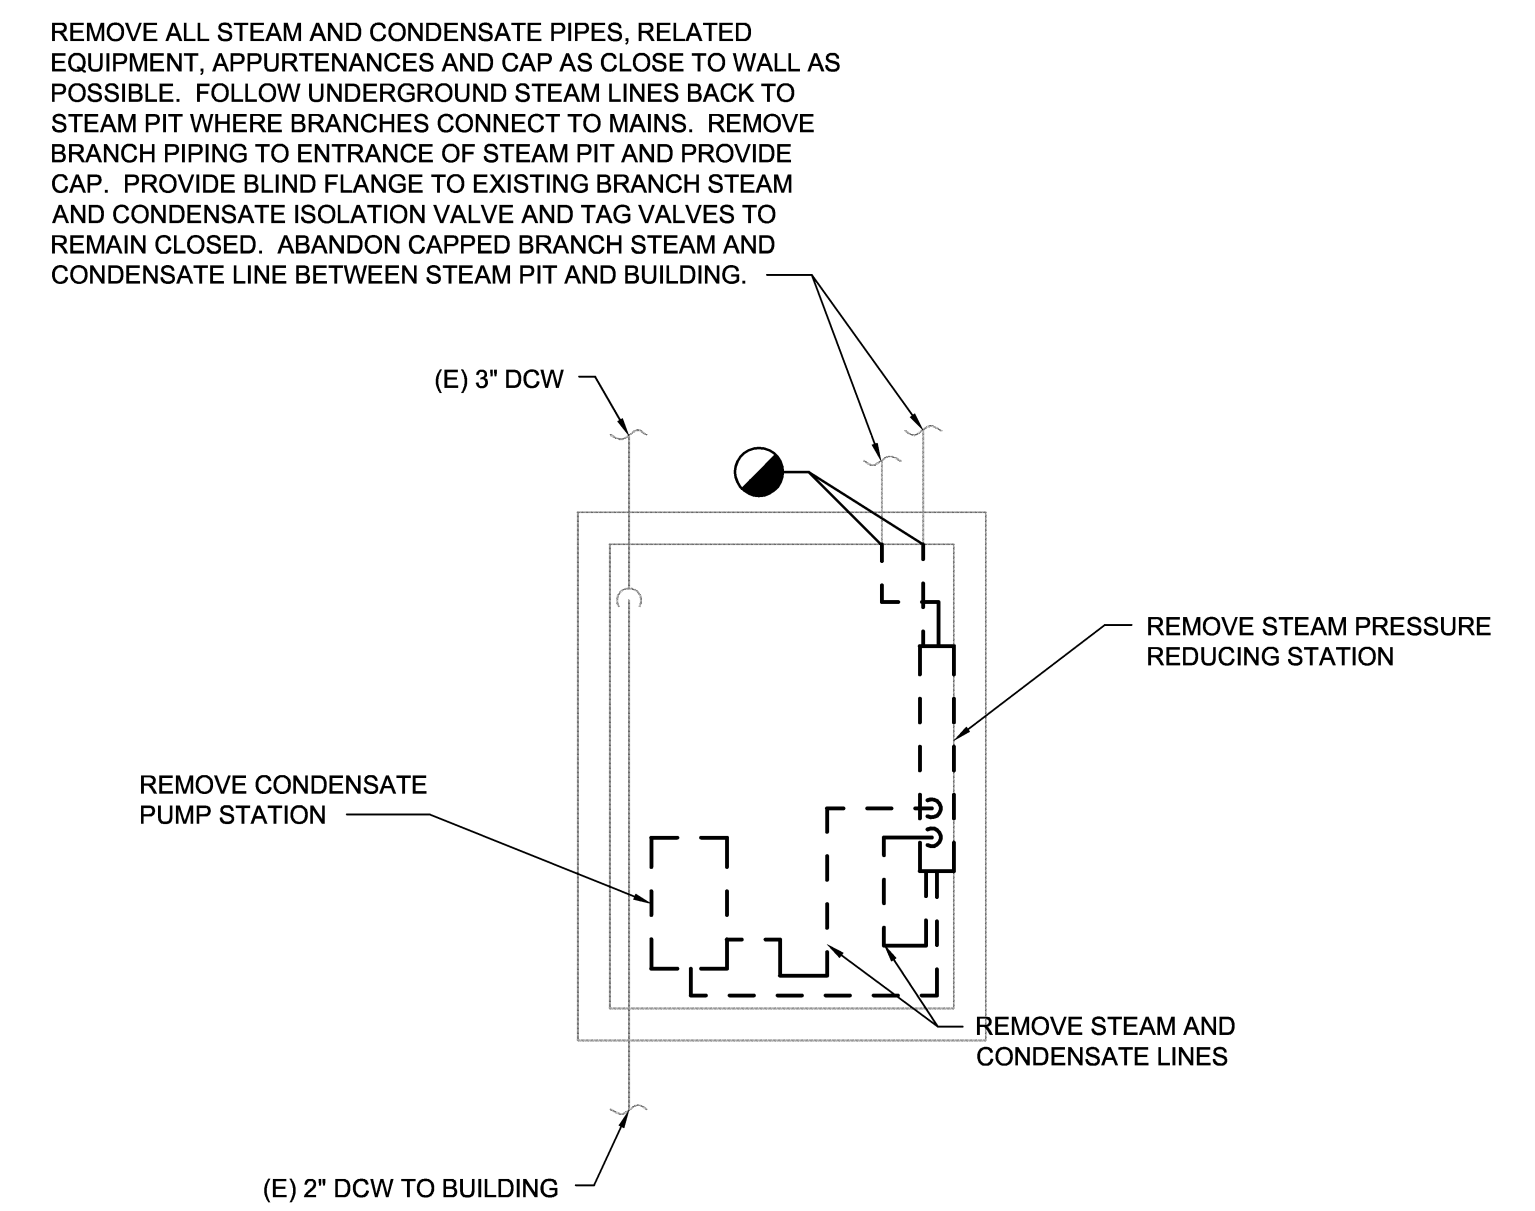 REMOVE ALL STEAM AND CONDENSATE PIPES, RELATED
EQUIPMENT, APPURTENANCES AND CAP AS CLOSE TO WALL AS
POSSIBLE.  FOLLOW UNDERGROUND STEAM LINES BACK TO
STEAM PIT WHERE BRANCHES CONNECT TO MAINS.  REMOVE
BRANCH PIPING TO ENTRANCE OF STEAM PIT AND PROVIDE
CAP.  PROVIDE BLIND FLANGE TO EXISTING BRANCH STEAM
AND CONDENSATE ISOLATION VALVE AND TAG VALVES TO
REMAIN CLOSED.  ABANDON CAPPED BRANCH STEAM AND
CONDENSATE LINE BETWEEN STEAM PIT AND BUILDING.
(E) 3" DCW
REMOVE STEAM PRESSURE
REDUCING STATION
REMOVE CONDENSATE
PUMP STATION
REMOVE STEAM AND
CONDENSATE LINES
(E) 2" DCW TO BUILDING